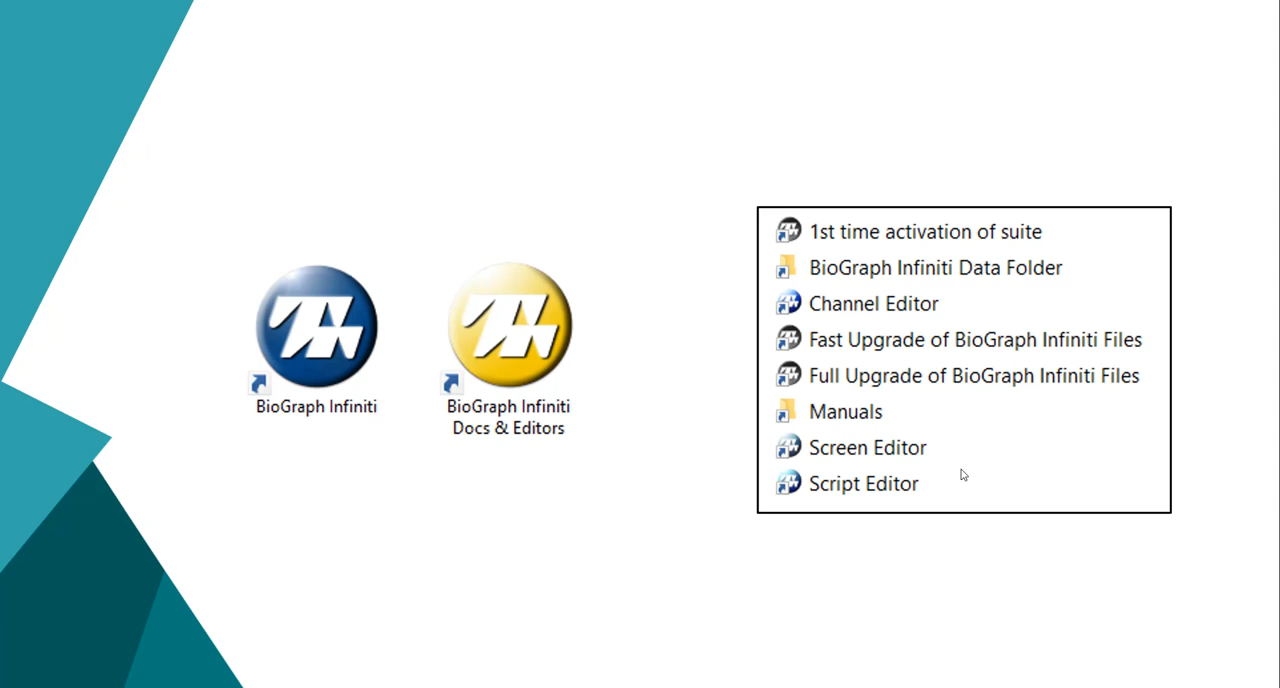 BioGraph Infiniti
BioGraph Infiniti
Docs & Editors
1st time activation of suite
BioGraph Infiniti Data Folder
Channel Editor
Fast Upgrade of BioGraph Infiniti Files
Full Upgrade of BioGraph Infiniti Files
Manuals
Screen Editor
Script Editor